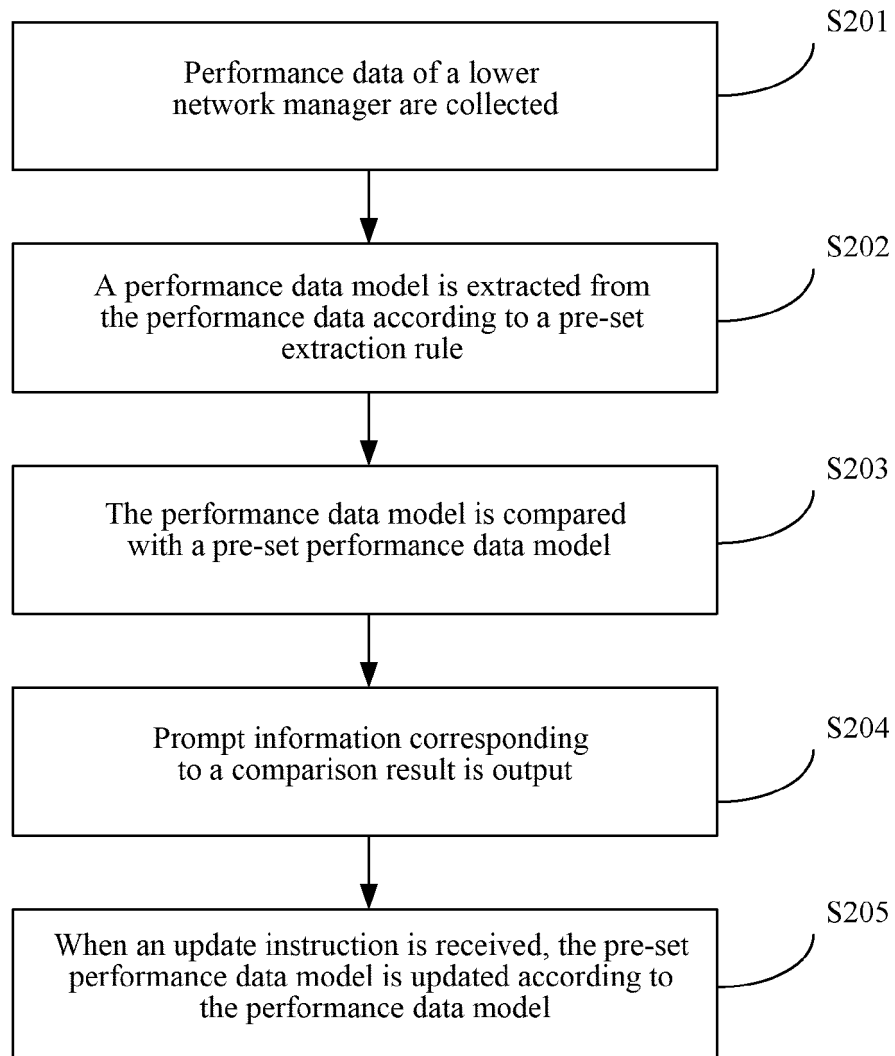 S201
Performance data of a lower
network manager are collected
S202
A performance data model is extracted from
the performance data according to a pre-set
extraction rule
S203
The performance data model is compared
with a pre-set performance data model
S204
Prompt information corresponding
to a comparison result is output
S205
When an update instruction is received, the pre-set
performance data model is updated according to
the performance data model